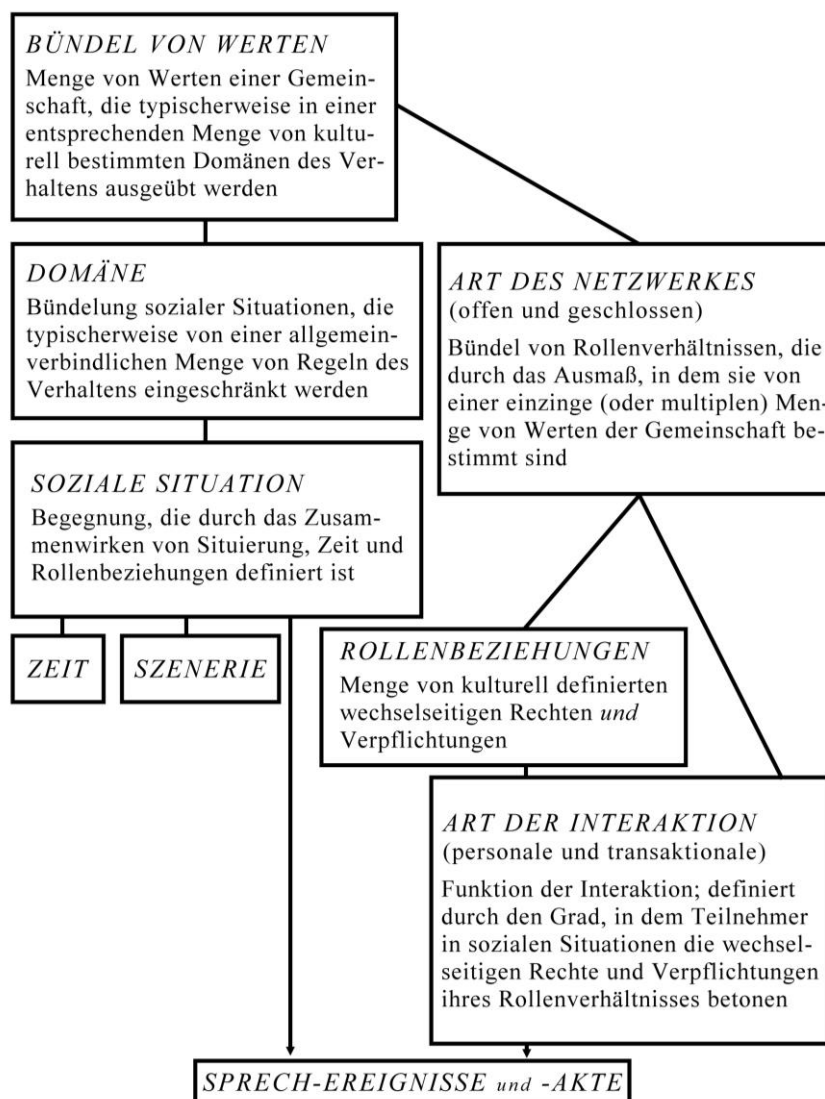 BÜNDEL VON WERTEN
Menge von Werten einer Gemein-
schaft, die typischerweise in einer
entsprechenden Menge von kultu-
rell bestimmten Domänen des Ver-
haltens ausgeübt werden
DOMÄNE
Bündelung sozialer Situationen, die
typischerweise von einer allgemein-
verbindlichen Menge von Regeln des
Verhaltens eingeschränkt werden
ART DES NETZWERKES
(offen und geschlossen)
Bündel von Rollenverhältnissen, die
durch das Ausmaß, in dem sie von
einer einzinge (oder multiplen) Men-
ge von Werten der Gemeinschaft be-
stimmt sind
SOZIALE SITUATION
Begegnung, die durch das Zusam-
menwirken von Situierung, Zeit und
Rollenbeziehungen definiert ist
ZEIT
SZENERIE
ROLLENBEZIEHUNGEN
Menge von kulturell definierten
wechselseitigen Rechten und
Verpflichtungen
ART DER INTERAKTION
(personale und transaktionale)
Funktion der Interaktion; definiert
durch den Grad, in dem Teilnehmer
in sozialen Situationen die wechsel-
seitigen Rechte und Verpflichtungen
ihres Rollenverhältnisses betonen
SPRECH-EREIGNISSE und -AKTE